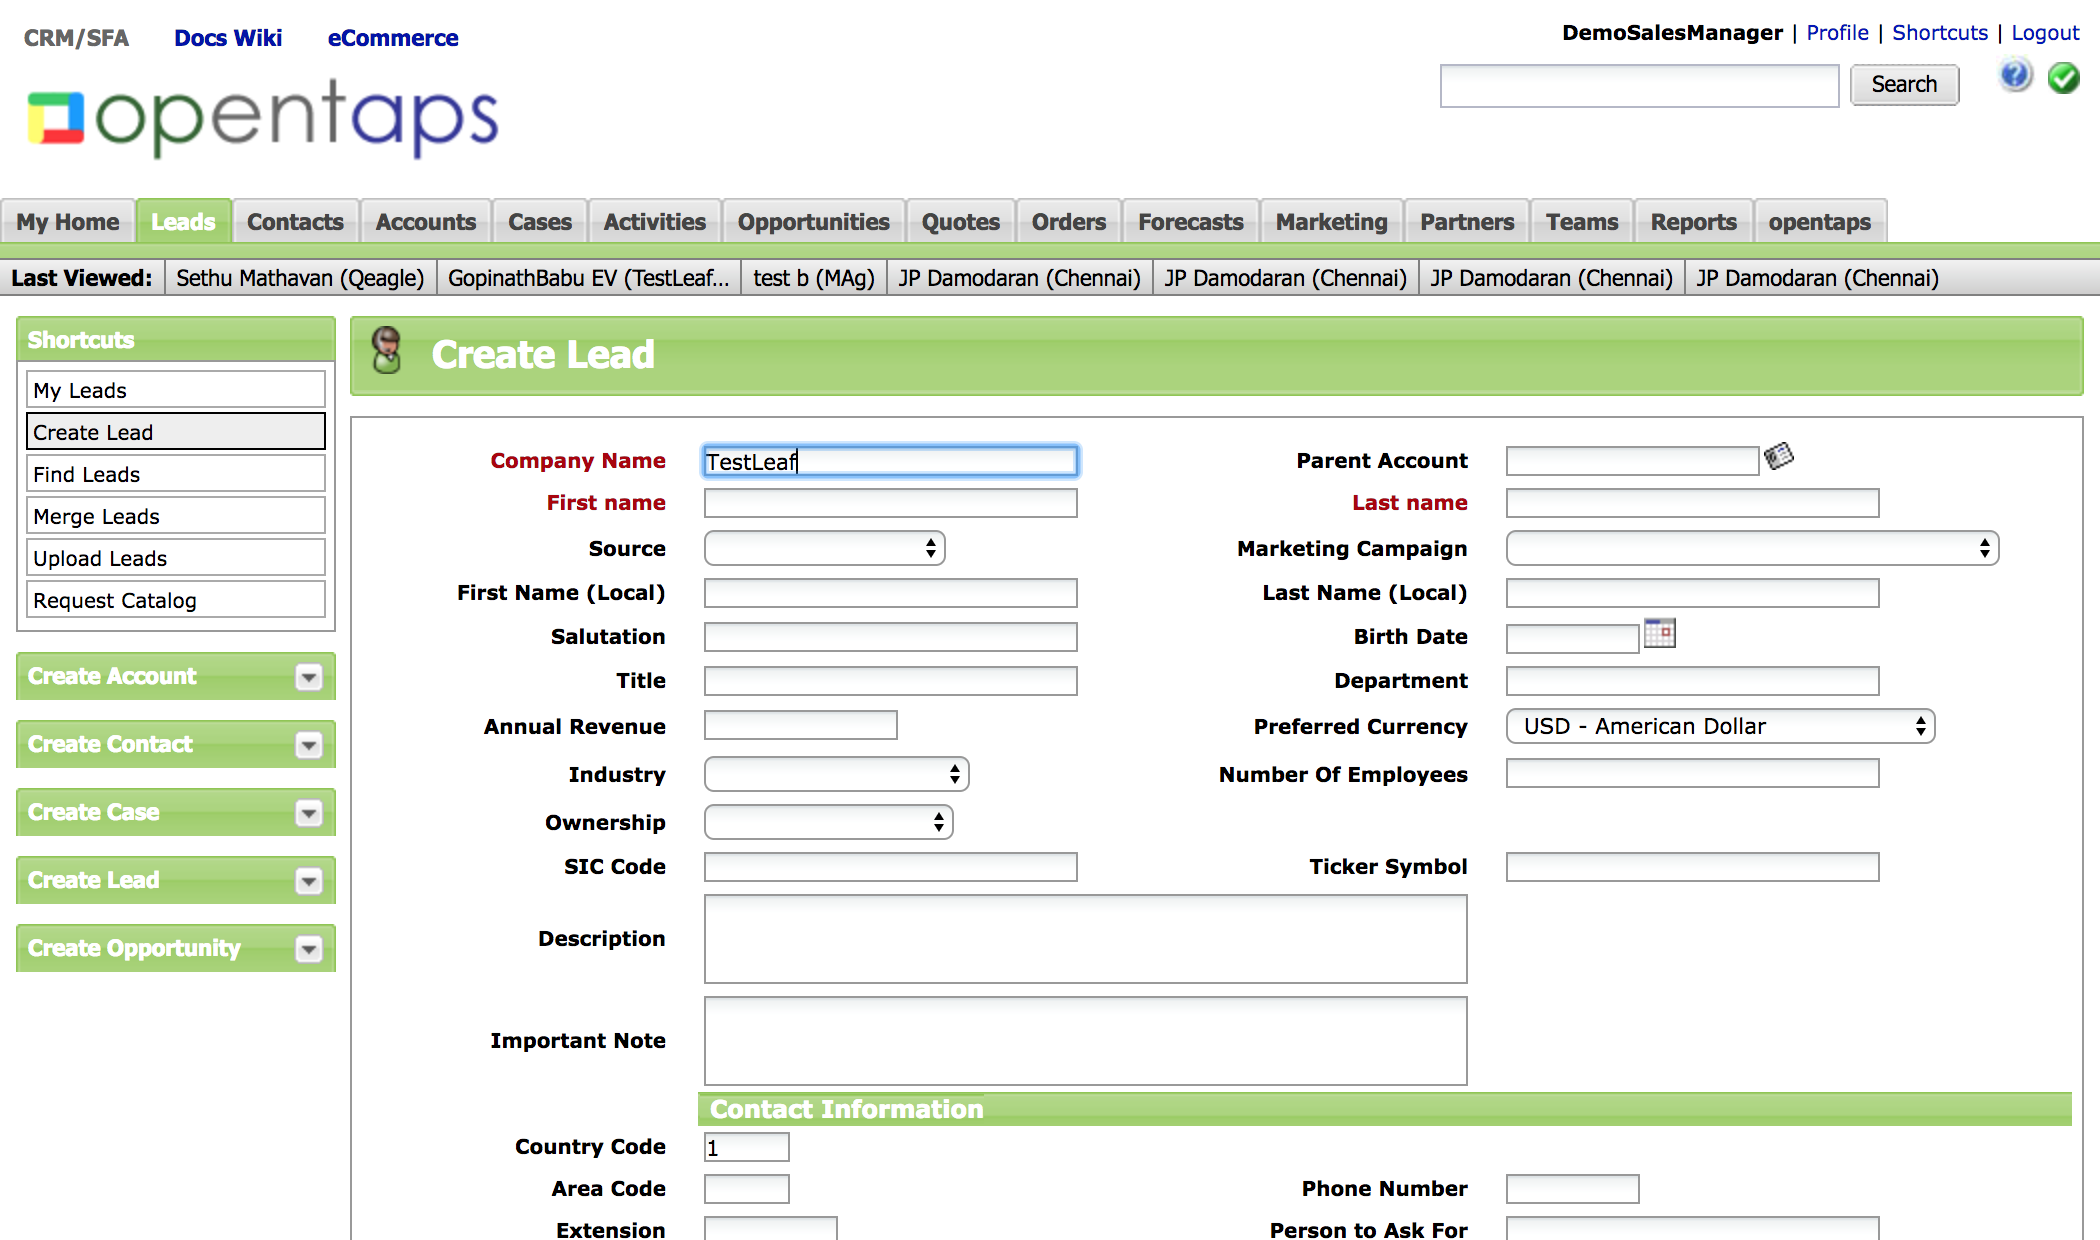 CRM/SFA Docs Wiki eCommerce
DemoSalesManager | Profile | Shortcuts | Logout
opentaps
Search
My Home Leads Contacts Accounts Cases Activities Opportunities Quotes Orders Forecasts Marketing Partners Teams Reports opentaps
Last Viewed: Sethu Mathavan (Qeagle) GopinathBabu EV (TestLeaf... test b (MAg) JP Damodaran (Chennai) JP Damodaran (Chennai) JP Damodaran (Chennai) JP Damodaran (Chennai)
Shortcuts
My Leads
Create Lead
Find Leads
Merge Leads
Upload Leads
Request Catalog
Create Account
Create Contact
Create Case
Create Lead
Create Opportunity
Create Lead
Company Name TestLeaf Parent Account
First name Last name
Source Marketing Campaign
First Name (Local) Last Name (Local)
Salutation Birth Date
Title Department
Annual Revenue Preferred Currency USD - American Dollar
Industry Number Of Employees
Ownership
SIC Code Ticker Symbol
Description
Important Note
Contact Information
Country Code 1
Area Code Phone Number
Extension Person to Ask For